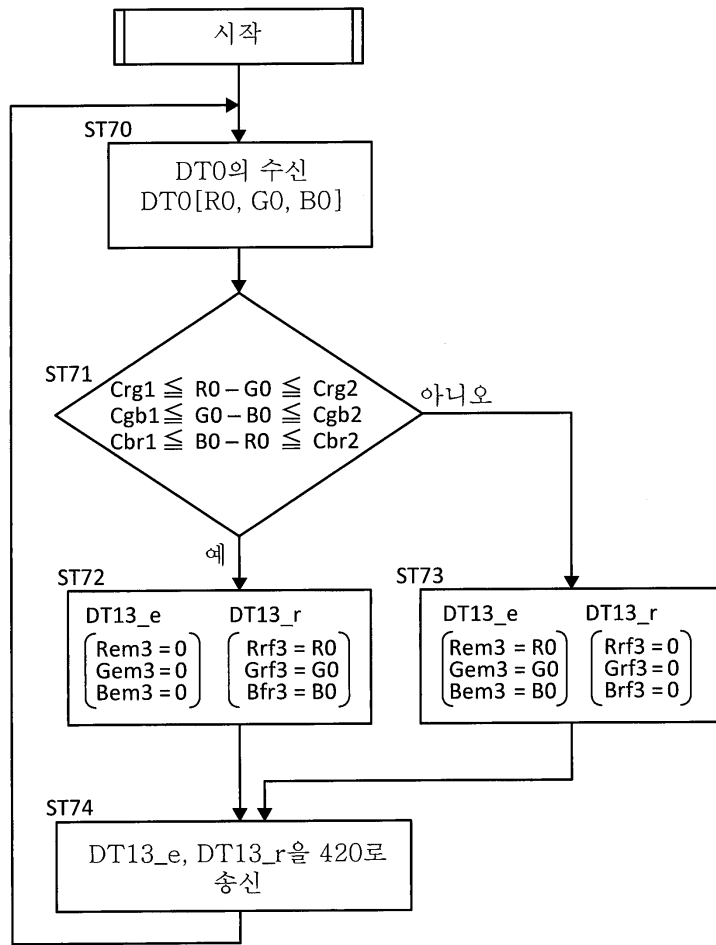 시작
ST70
DT0의 수신
DT0[R0, G0, B0]
ST71
Crg1 ≦ R0 – G0 ≦ Crg2
Cgb1 ≦ G0 – B0 ≦ Cgb2
Cbr1 ≦ B0 – R0 ≦ Cbr2
아니오
예
ST72
DT13_e DT13_r
Rem3 = 0 Rrf3 = R0
Gem3 = 0 Grf3 = G0
Bem3 = 0 Bfr3 = B0
ST73
DT13_e DT13_r
Rem3 = R0 Rrf3 = 0
Gem3 = G0 Grf3 = 0
Bem3 = B0 Brf3 = 0
ST74
DT13_e, DT13_r을 420로
송신